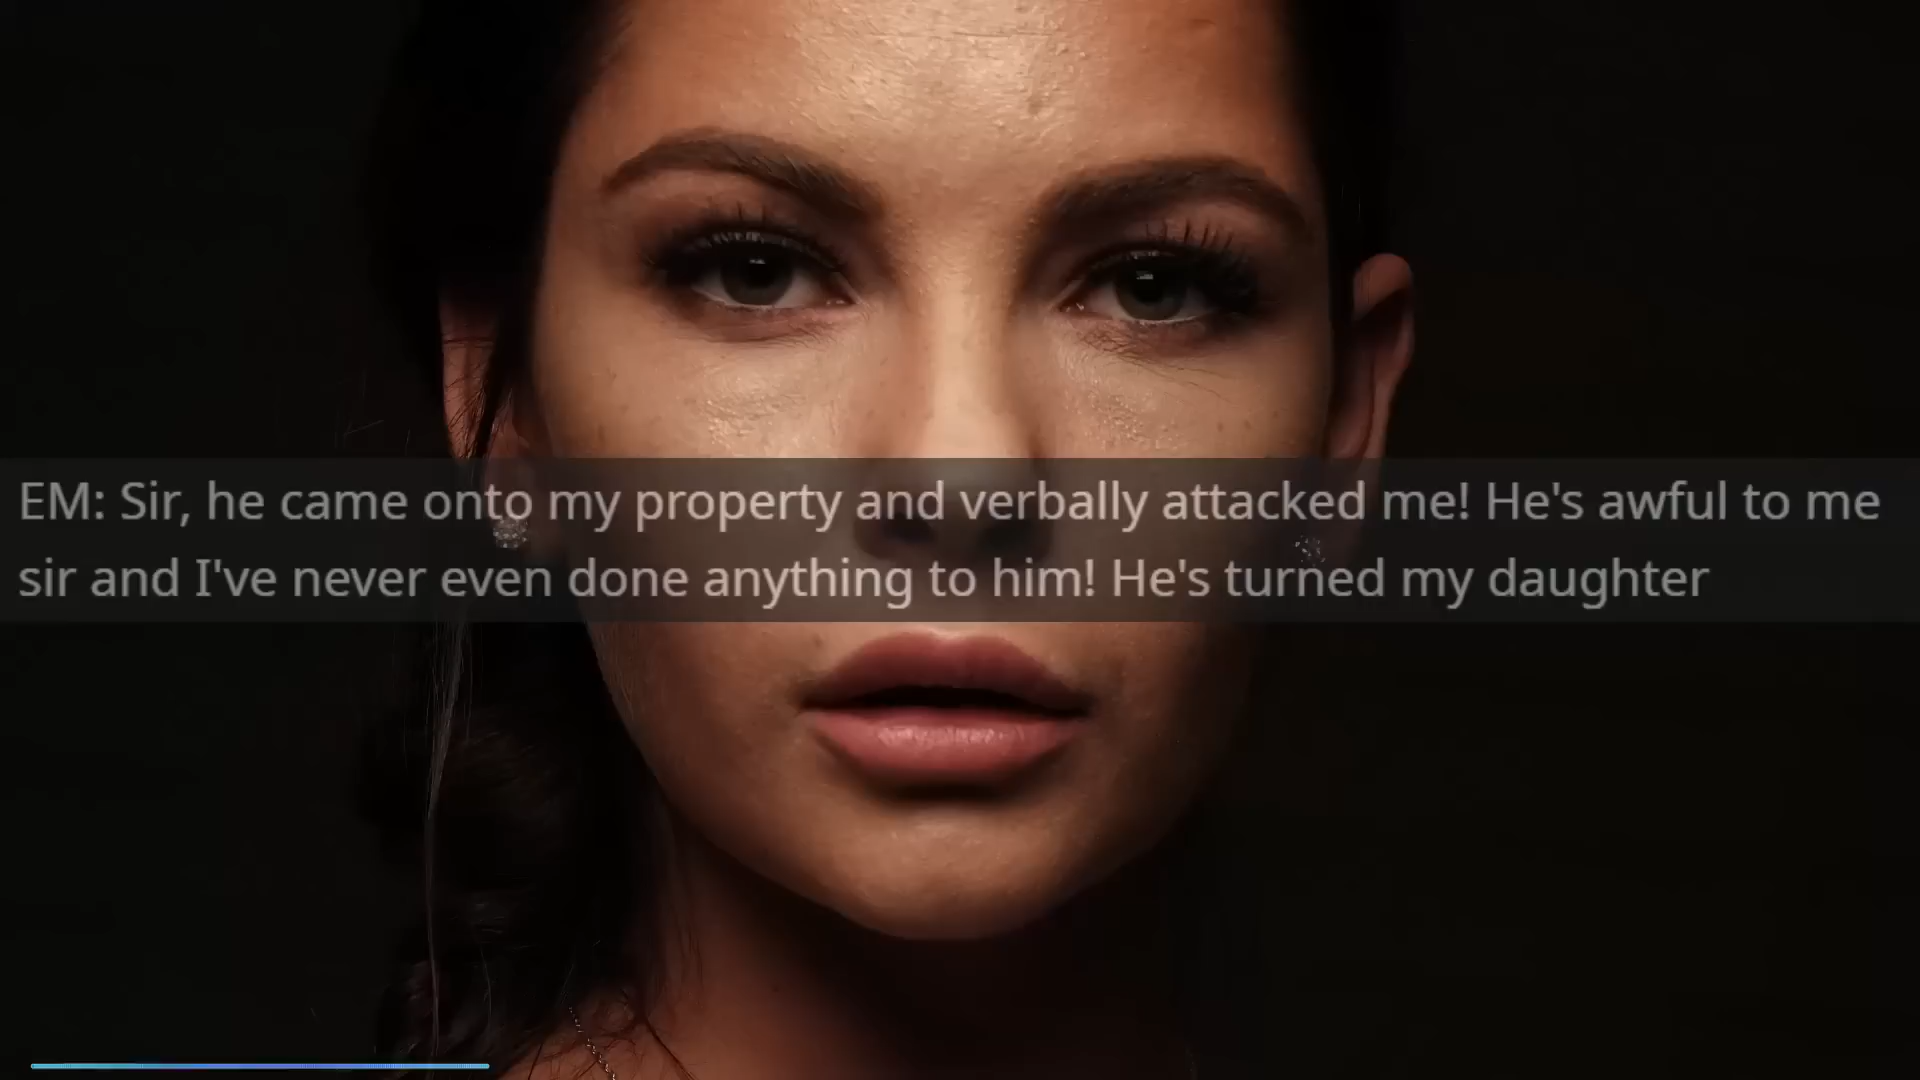 EM: Sir, he came onto my property and verbally attacked me! He's awful to me
sir and I've never even done anything to him! He's turned my daughter